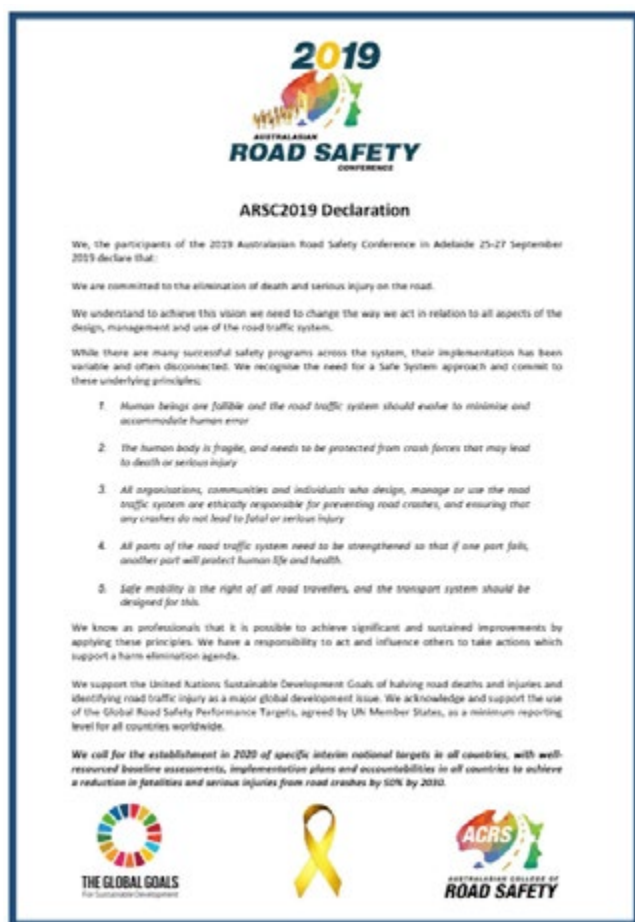 2019
AUSTRALASIAN
ROAD SAFETY
CONFERENCE
ARSC2019 Declaration
We, the participants of the 2019 Australasian Road Safety Conference in Adelaide 25-27 September
2019 declare that:
We are committed to the elimination of death and serious injury on the road.
We understand to achieve this vision we need to change the way we act in relation to all aspects of the
design, management and use of the road traffic system.
While there are many successful safety programs across the system, their implementation has been
variable and often disconnected. We recognise the need for a Safe System approach and commit to
these underlying principles;
1. Human beings are fallible and the road traffic system should evolve to minimise and
accommodate human error
2. The human body is fragile, and needs to be protected from crash forces that may lead
to death or serious injury
3. All organisations, communities and individuals who design, manage or use the road
traffic system are ethically responsible for preventing road crashes, and ensuring that
any crashes do not lead to fatal or serious injury
4. All parts of the road traffic system need to be strengthened so that if one part fails,
another part will protect human life and health.
5. Safe mobility is the right of all road travellers, and the transport system should be
designed for this.
We know as professionals that it is possible to achieve significant and sustained improvements by
applying these principles. We have a responsibility to act and influence others to take actions which
support a harm elimination agenda.
We support the United Nations Sustainable Development Goals of halving road deaths and injuries and
identifying road traffic injury as a major global development issue. We acknowledge and support the use
of the Global Road Safety Performance Targets, agreed by UN Member States, as a minimum reporting
level for all countries worldwide.
We call for the establishment in 2020 of specific interim national targets in all countries, with well-
resourced baseline assessments, implementation plans and accountabilities in all countries to achieve
a reduction in fatalities and serious injuries from road crashes by 50% by 2030.
THE GLOBAL GOALS
For Sustainable Development
ACRS
AUSTRALASIAN COLLEGE OF
ROAD SAFETY